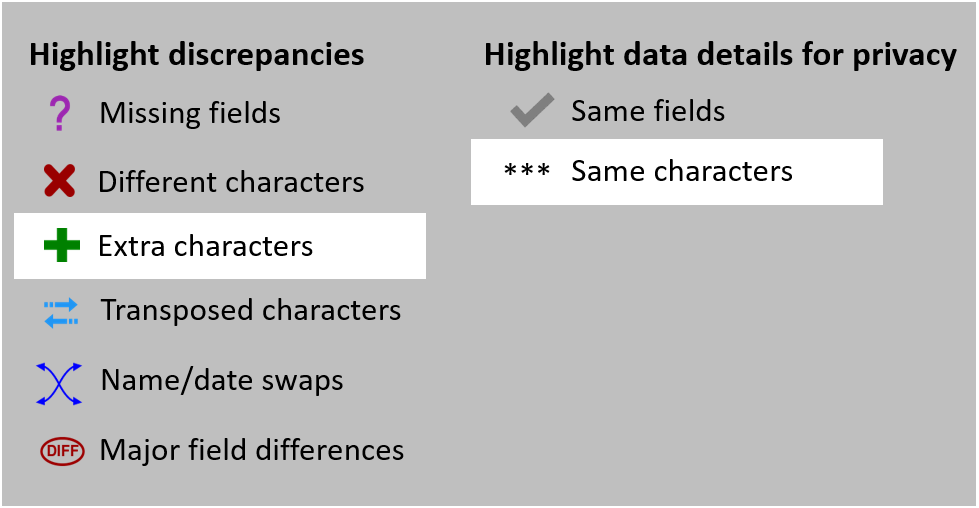 Highlight discrepancies
? Missing fields
Different characters
Extra characters
Transposed characters
Name/date swaps
DIFF Major field differences
Highlight data details for privacy
Same fields
*** Same characters